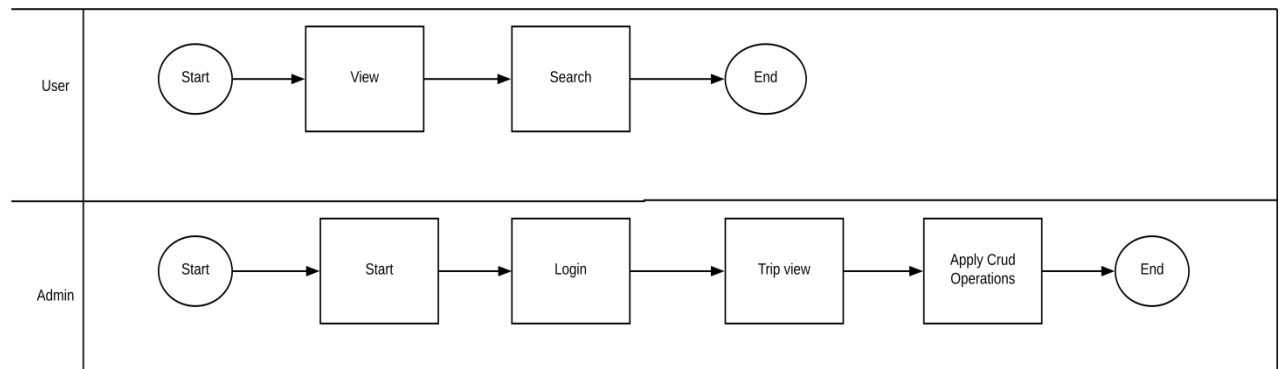 User
Start
View
Search
End
Admin
Start
Start
Login
Trip view
Apply Crud
Operations
End